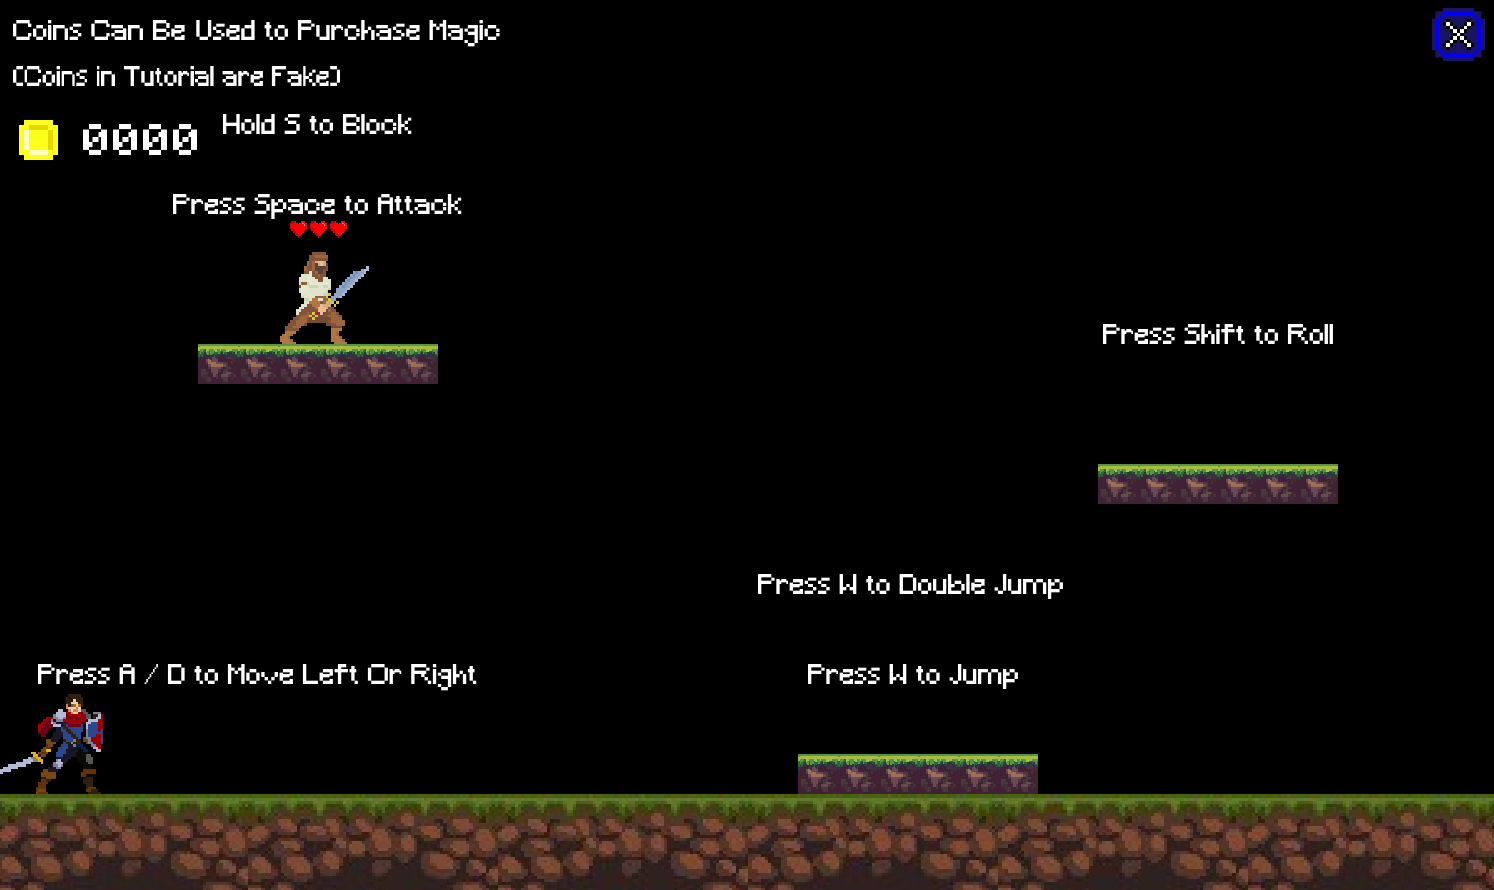 Coins Can Be Used to Purchase Magic
(Coins in Tutorial are Fake)
0000
Hold S to Block
Press Space to Attack
Press Shift to Roll
Press W to Double Jump
Press A / D to Move Left Or Right
Press W to Jump